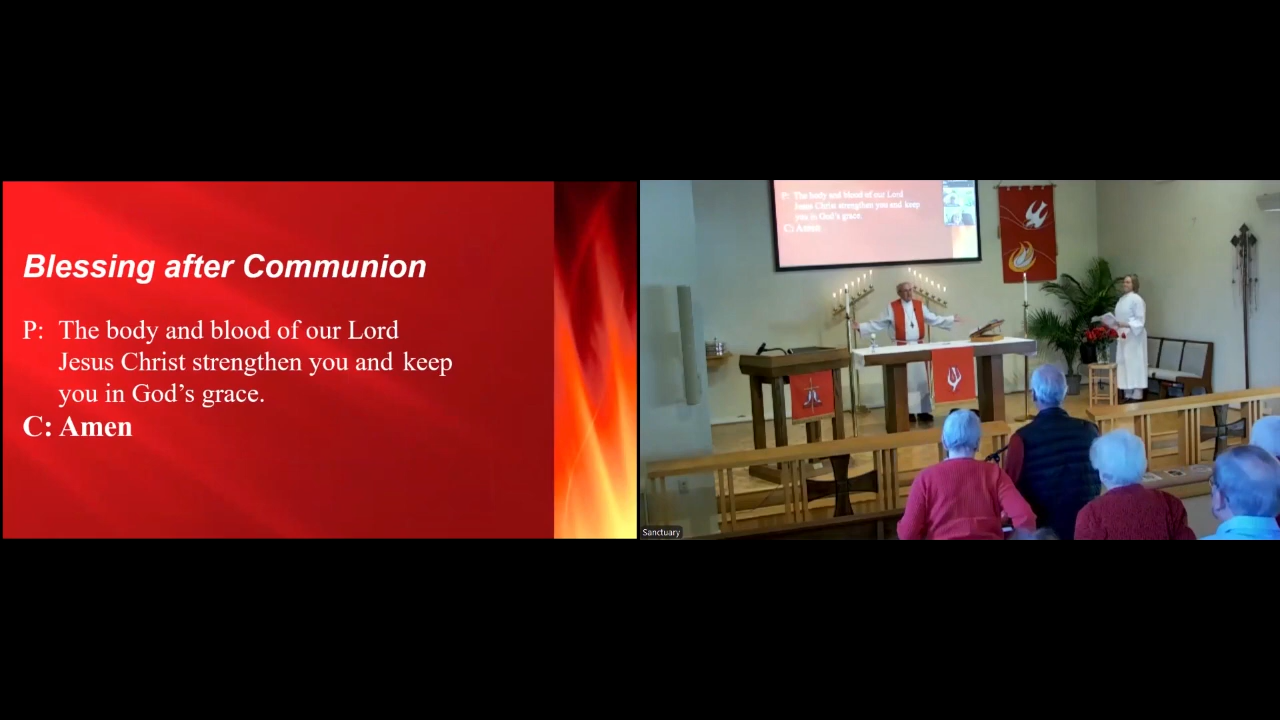 Blessing after Communion
P: The body and blood of our Lord
Jesus Christ strengthen you and keep
you in God’s grace.
C: Amen
P: The body and blood of our Lord
Jesus Christ strengthen you and keep
you in God's grace.
C: Amen
Sanctuary